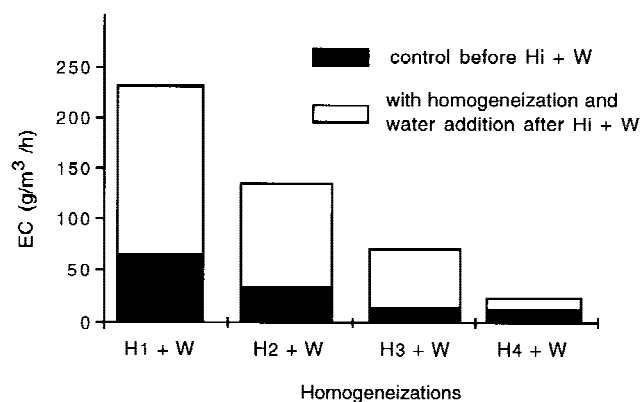 control before Hi + W
with homogeneization and
water addition after Hi + W
EC (g/m³/h)
250
200
150
100
50
0
H1 + W H2 + W H3 + W H4 + W
Homogeneizations